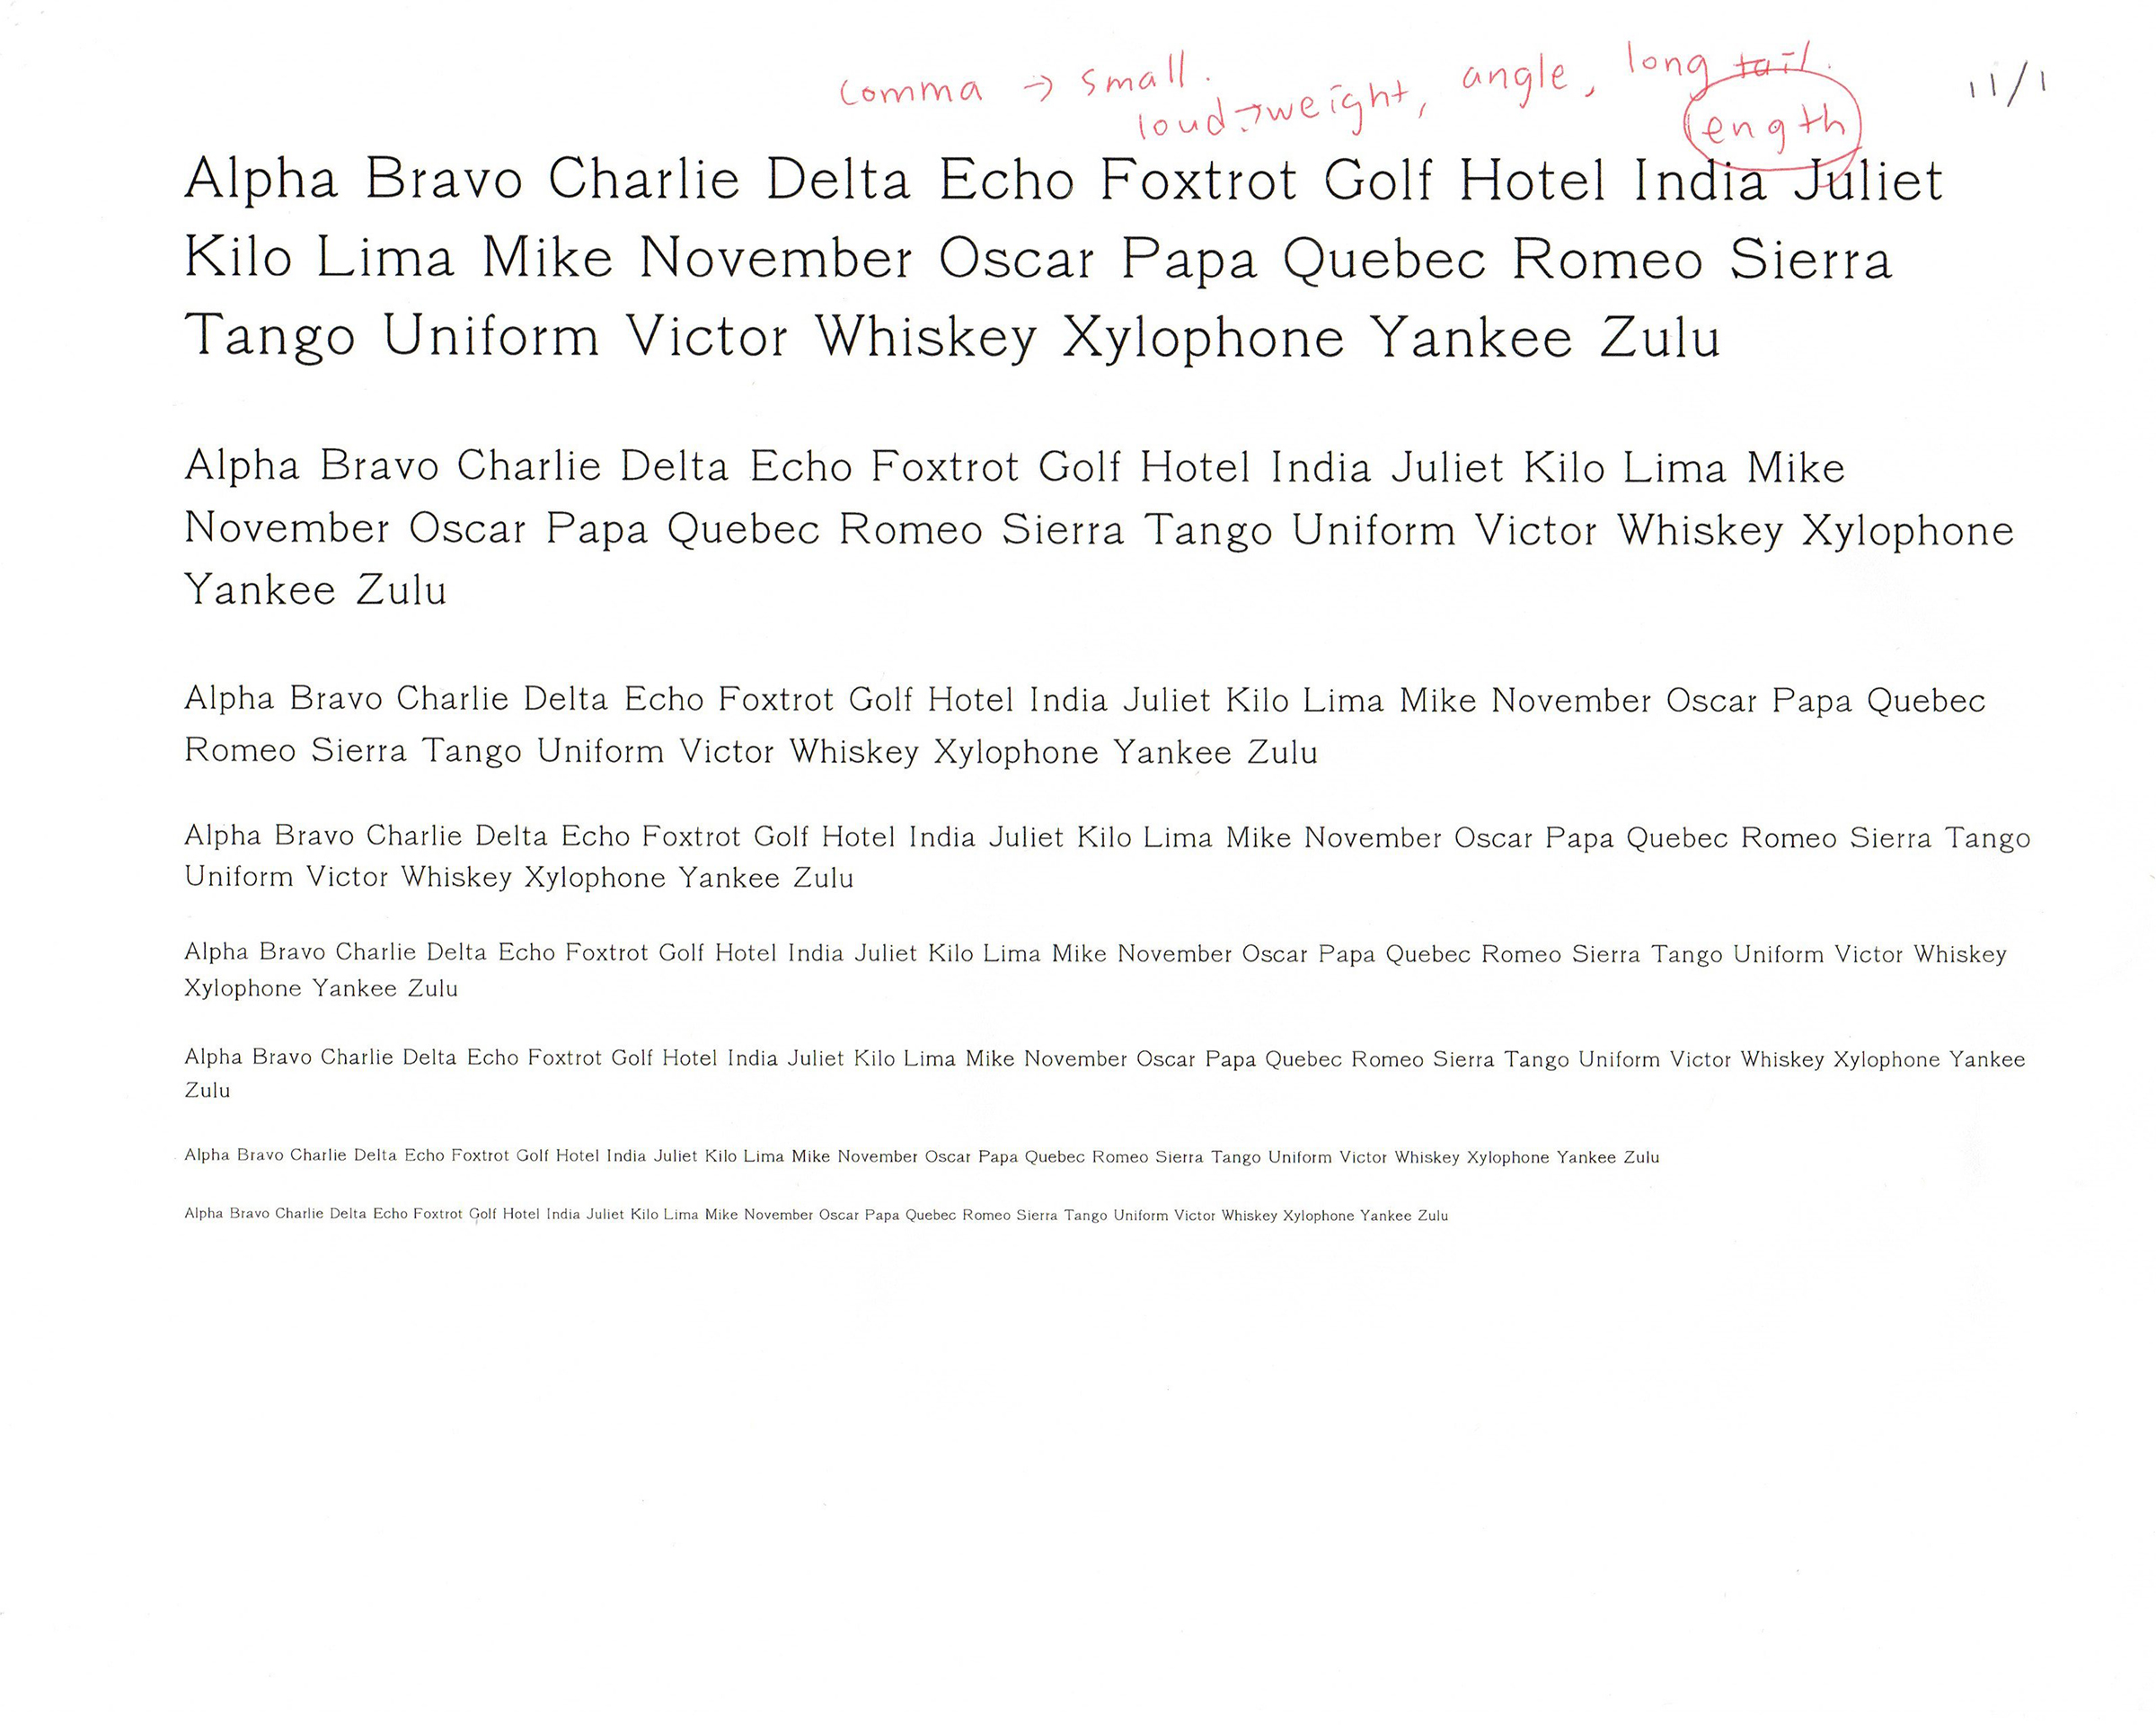 comma → small.
loud → weight, angle, long tail.
length
11/1
Alpha Bravo Charlie Delta Echo Foxtrot Golf Hotel India Juliet
Kilo Lima Mike November Oscar Papa Quebec Romeo Sierra
Tango Uniform Victor Whiskey Xylophone Yankee Zulu
Alpha Bravo Charlie Delta Echo Foxtrot Golf Hotel India Juliet Kilo Lima Mike
November Oscar Papa Quebec Romeo Sierra Tango Uniform Victor Whiskey Xylophone
Yankee Zulu
Alpha Bravo Charlie Delta Echo Foxtrot Golf Hotel India Juliet Kilo Lima Mike November Oscar Papa Quebec
Romeo Sierra Tango Uniform Victor Whiskey Xylophone Yankee Zulu
Alpha Bravo Charlie Delta Echo Foxtrot Golf Hotel India Juliet Kilo Lima Mike November Oscar Papa Quebec Romeo Sierra Tango
Uniform Victor Whiskey Xylophone Yankee Zulu
Alpha Bravo Charlie Delta Echo Foxtrot Golf Hotel India Juliet Kilo Lima Mike November Oscar Papa Quebec Romeo Sierra Tango Uniform Victor Whiskey
Xylophone Yankee Zulu
Alpha Bravo Charlie Delta Echo Foxtrot Golf Hotel India Juliet Kilo Lima Mike November Oscar Papa Quebec Romeo Sierra Tango Uniform Victor Whiskey Xylophone Yankee
Zulu
Alpha Bravo Charlie Delta Echo Foxtrot Golf Hotel India Juliet Kilo Lima Mike November Oscar Papa Quebec Romeo Sierra Tango Uniform Victor Whiskey Xylophone Yankee Zulu
Alpha Bravo Charlie Delta Echo Foxtrot Golf Hotel India Juliet Kilo Lima Mike November Oscar Papa Quebec Romeo Sierra Tango Uniform Victor Whiskey Xylophone Yankee Zulu